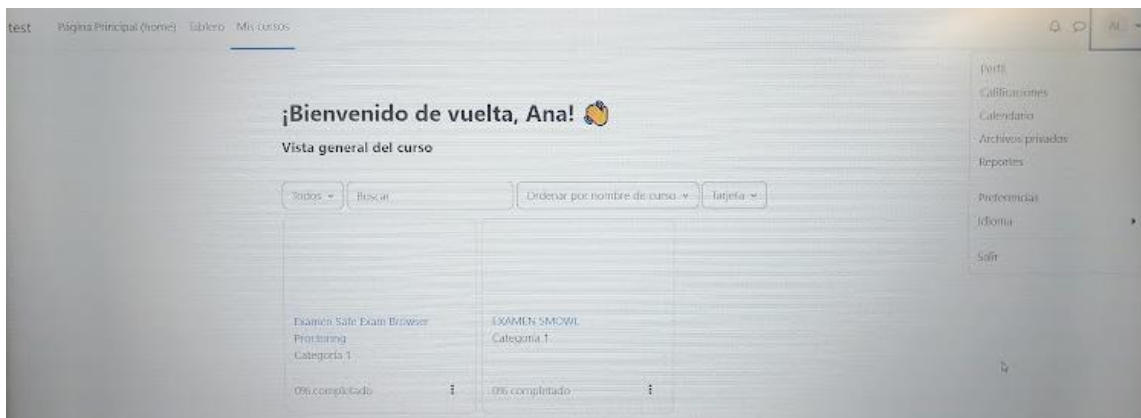 test Página Principal (home) Tablero Mis cursos AL
Perfil
Calificaciones
Calendario
Archivos privados
Reportes
Preferencias
Idioma
Salir
¡Bienvenido de vuelta, Ana! 👏
Vista general del curso
Todos Buscar Ordenar por nombre de curso Tarjeta
Examen Safe Exam Browser
Proctoring
Categoría 1
0% completado
EXAMEN SMOWL
Categoría 1
0% completado